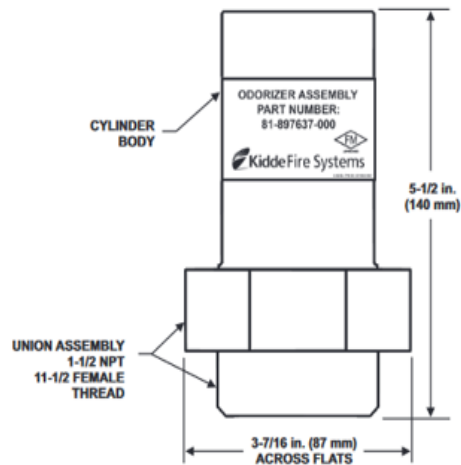 ODORIZER ASSEMBLY
PART NUMBER:
81-897637-000
FM
Kidde Fire Systems
CYLINDER
BODY
5-1/2 in.
(140 mm)
UNION ASSEMBLY
1-1/2 NPT
11-1/2 FEMALE
THREAD
3-7/16 in. (87 mm)
ACROSS FLATS